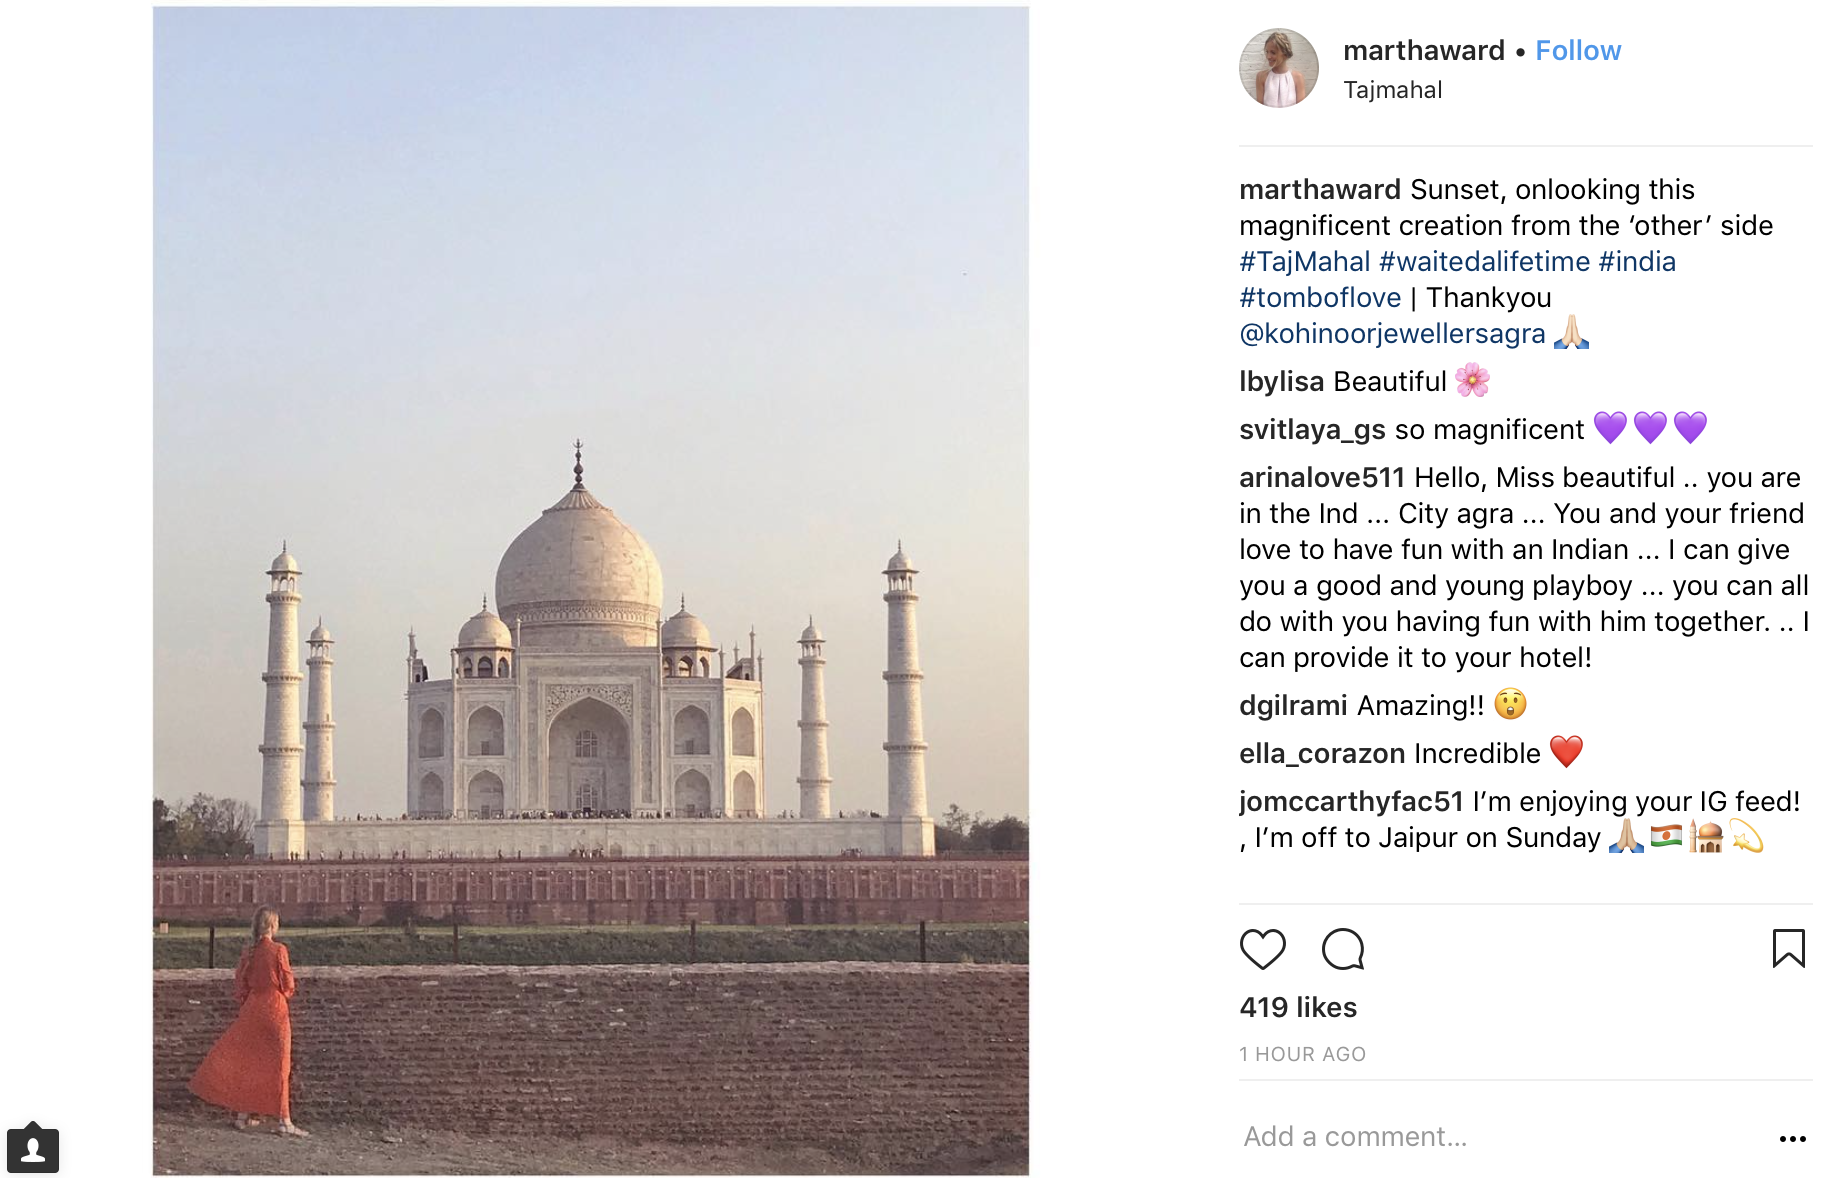 marthaward • Follow
Tajmahal
marthaward Sunset, onlooking this
magnificent creation from the ‘other’ side
#TajMahal #waitedalifetime #india
#tomboflove | Thankyou
@kohinoorjewellersagra 🙏🏻
lbylisa Beautiful 🌸
svitlaya_gs so magnificent 💜💜💜
arinalove511 Hello, Miss beautiful .. you are
in the Ind ... City agra ... You and your friend
love to have fun with an Indian ... I can give
you a good and young playboy ... you can all
do with you having fun with him together. .. I
can provide it to your hotel!
dgilrami Amazing!! 😲
ella_corazon Incredible ❤️
jomccarthyfac51 I’m enjoying your IG feed!
, I’m off to Jaipur on Sunday 🙏🏼🇳🇪🕌💫
419 likes
1 HOUR AGO
Add a comment...